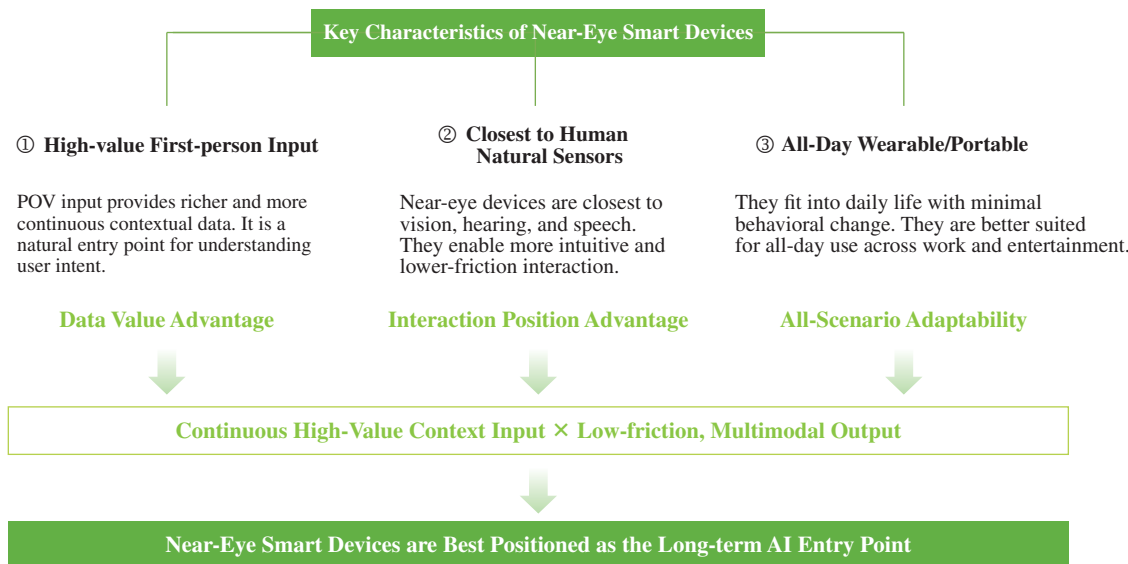 Key Characteristics of Near-Eye Smart Devices
① High-value First-person Input
POV input provides richer and more
continuous contextual data. It is a
natural entry point for understanding
user intent.
Data Value Advantage
② Closest to Human
Natural Sensors
Near-eye devices are closest to
vision, hearing, and speech.
They enable more intuitive and
lower-friction interaction.
Interaction Position Advantage
③ All-Day Wearable/Portable
They fit into daily life with minimal
behavioral change. They are better suited
for all-day use across work and entertainment.
All-Scenario Adaptability
Continuous High-Value Context Input × Low-friction, Multimodal Output
Near-Eye Smart Devices are Best Positioned as the Long-term AI Entry Point